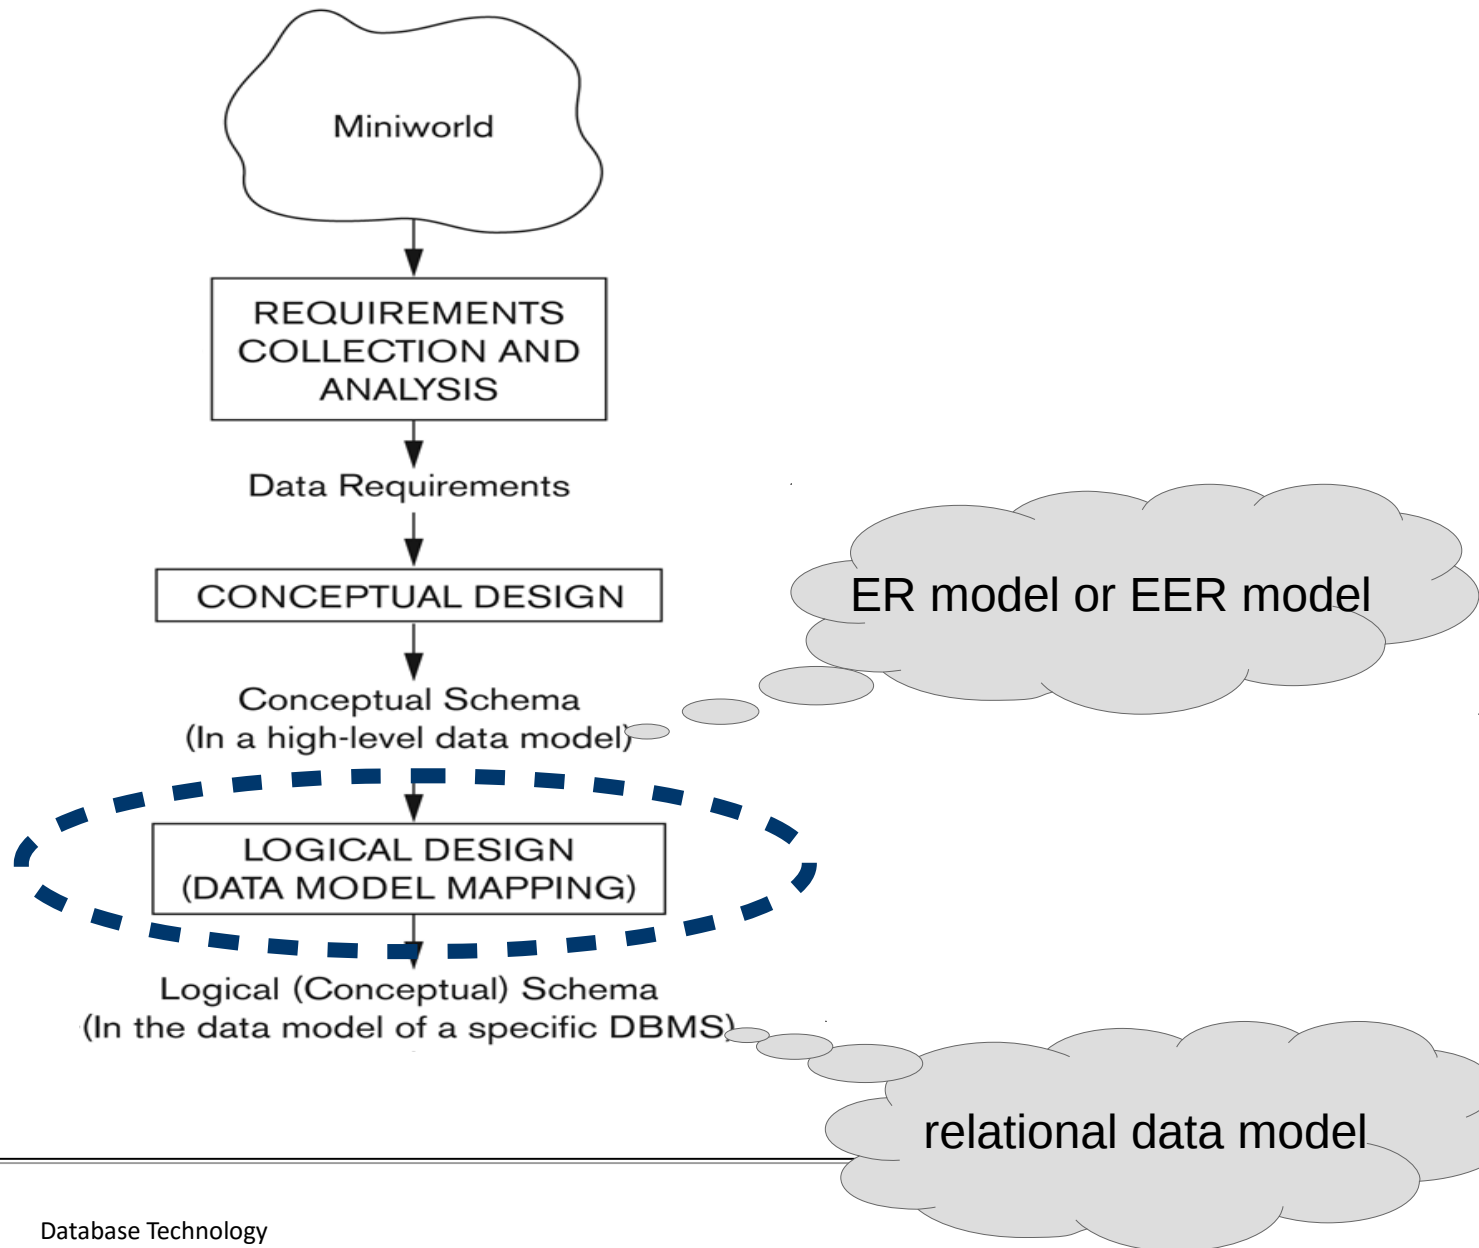 Miniworld
REQUIREMENTS
COLLECTION AND
ANALYSIS
Data Requirements
CONCEPTUAL DESIGN
ER model or EER model
Conceptual Schema
(In a high-level data model)
LOGICAL DESIGN
(DATA MODEL MAPPING)
Logical (Conceptual) Schema
(In the data model of a specific DBMS)
relational data model
Database Technology